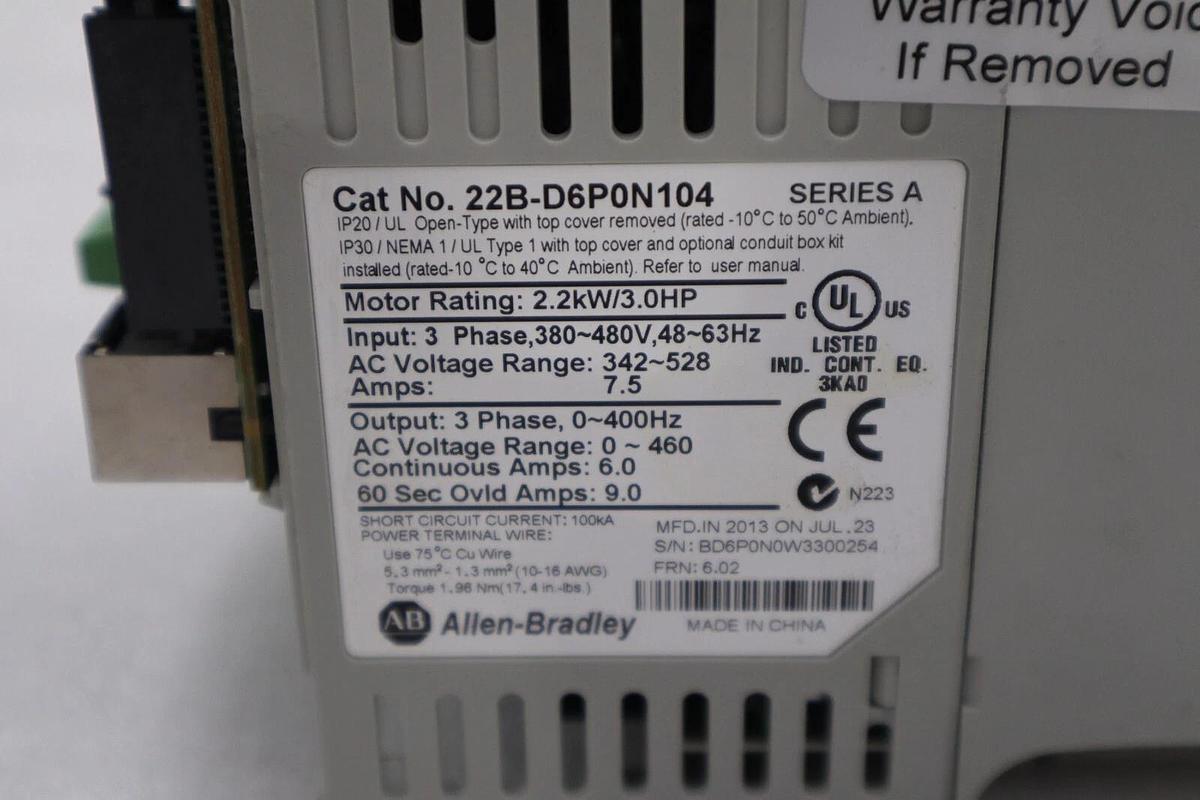 Warranty Void
If Removed
Cat No. 22B-D6P0N104 SERIES A
IP20 / UL Open-Type with top cover removed (rated -10°C to 50°C Ambient).
IP30 / NEMA 1 / UL Type 1 with top cover and optional conduit box kit
installed (rated-10 °C to 40°C Ambient). Refer to user manual.
Motor Rating: 2.2kW/3.0HP
Input: 3 Phase,380~480V,48~63Hz
AC Voltage Range: 342~528
Amps: 7.5
C UL US
LISTED
IND. CONT. EQ.
3KA0
Output: 3 Phase, 0~400Hz
AC Voltage Range: 0 ~ 460
Continuous Amps: 6.0
60 Sec Ovld Amps: 9.0
CE
N223
SHORT CIRCUIT CURRENT: 100kA
POWER TERMINAL WIRE:
Use 75°C Cu Wire
5.3 mm² - 1.3 mm² (10-16 AWG)
Torque 1.96 Nm(17.4 in.-lbs.)
MFD.IN 2013 ON JUL.23
S/N: BD6P0N0W3300254
FRN: 6.02
AB Allen-Bradley
MADE IN CHINA